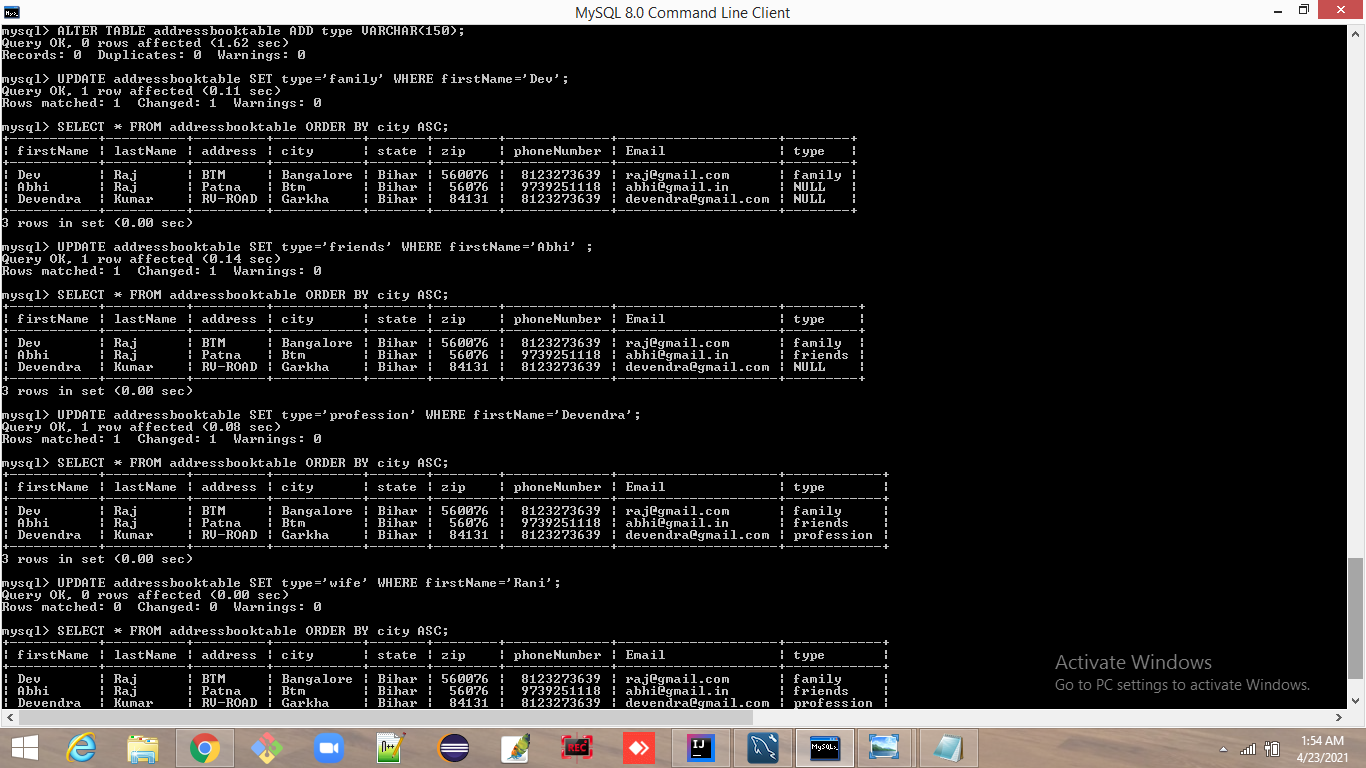 MySQL 8.0 Command Line Client
mysql> ALTER TABLE addressbooktable ADD type VARCHAR(150);
Query OK, 0 rows affected (1.62 sec)
Records: 0  Duplicates: 0  Warnings: 0
mysql> UPDATE addressbooktable SET type='family' WHERE firstName='Dev';
Query OK, 1 row affected (0.11 sec)
Rows matched: 1  Changed: 1  Warnings: 0
mysql> SELECT * FROM addressbooktable ORDER BY city ASC;
| firstName | lastName | address | city      | state | zip    | phoneNumber | Email              | type   |
| Dev       | Raj      | BTM     | Bangalore | Bihar | 560076 |  8123273639 | raj@gmail.com      | family |
| Abhi      | Raj      | Patna   | Btm       | Bihar |  56076 |  9739251118 | abhi@gmail.in      | NULL   |
| Devendra  | Kumar    | RV-ROAD | Garkha    | Bihar |  84131 |  8123273639 | devendra@gmail.com | NULL   |
3 rows in set (0.00 sec)
mysql> UPDATE addressbooktable SET type='friends' WHERE firstName='Abhi' ;
Query OK, 1 row affected (0.14 sec)
Rows matched: 1  Changed: 1  Warnings: 0
mysql> SELECT * FROM addressbooktable ORDER BY city ASC;
| firstName | lastName | address | city      | state | zip    | phoneNumber | Email              | type    |
| Dev       | Raj      | BTM     | Bangalore | Bihar | 560076 |  8123273639 | raj@gmail.com      | family  |
| Abhi      | Raj      | Patna   | Btm       | Bihar |  56076 |  9739251118 | abhi@gmail.in      | friends |
| Devendra  | Kumar    | RV-ROAD | Garkha    | Bihar |  84131 |  8123273639 | devendra@gmail.com | NULL    |
3 rows in set (0.00 sec)
mysql> UPDATE addressbooktable SET type='profession' WHERE firstName='Devendra';
Query OK, 1 row affected (0.08 sec)
Rows matched: 1  Changed: 1  Warnings: 0
mysql> SELECT * FROM addressbooktable ORDER BY city ASC;
| firstName | lastName | address | city      | state | zip    | phoneNumber | Email              | type       |
| Dev       | Raj      | BTM     | Bangalore | Bihar | 560076 |  8123273639 | raj@gmail.com      | family     |
| Abhi      | Raj      | Patna   | Btm       | Bihar |  56076 |  9739251118 | abhi@gmail.in      | friends    |
| Devendra  | Kumar    | RV-ROAD | Garkha    | Bihar |  84131 |  8123273639 | devendra@gmail.com | profession |
3 rows in set (0.00 sec)
mysql> UPDATE addressbooktable SET type='wife' WHERE firstName='Rani';
Query OK, 0 rows affected (0.00 sec)
Rows matched: 0  Changed: 0  Warnings: 0
mysql> SELECT * FROM addressbooktable ORDER BY city ASC;
| firstName | lastName | address | city      | state | zip    | phoneNumber | Email              | type       |
| Dev       | Raj      | BTM     | Bangalore | Bihar | 560076 |  8123273639 | raj@gmail.com      | family     |
| Abhi      | Raj      | Patna   | Btm       | Bihar |  56076 |  9739251118 | abhi@gmail.in      | friends    |
| Devendra  | Kumar    | RV-ROAD | Garkha    | Bihar |  84131 |  8123273639 | devendra@gmail.com | profession |
Activate Windows
Go to PC settings to activate Windows.
REC
IJ
MySQL>
1:54 AM
4/23/2021